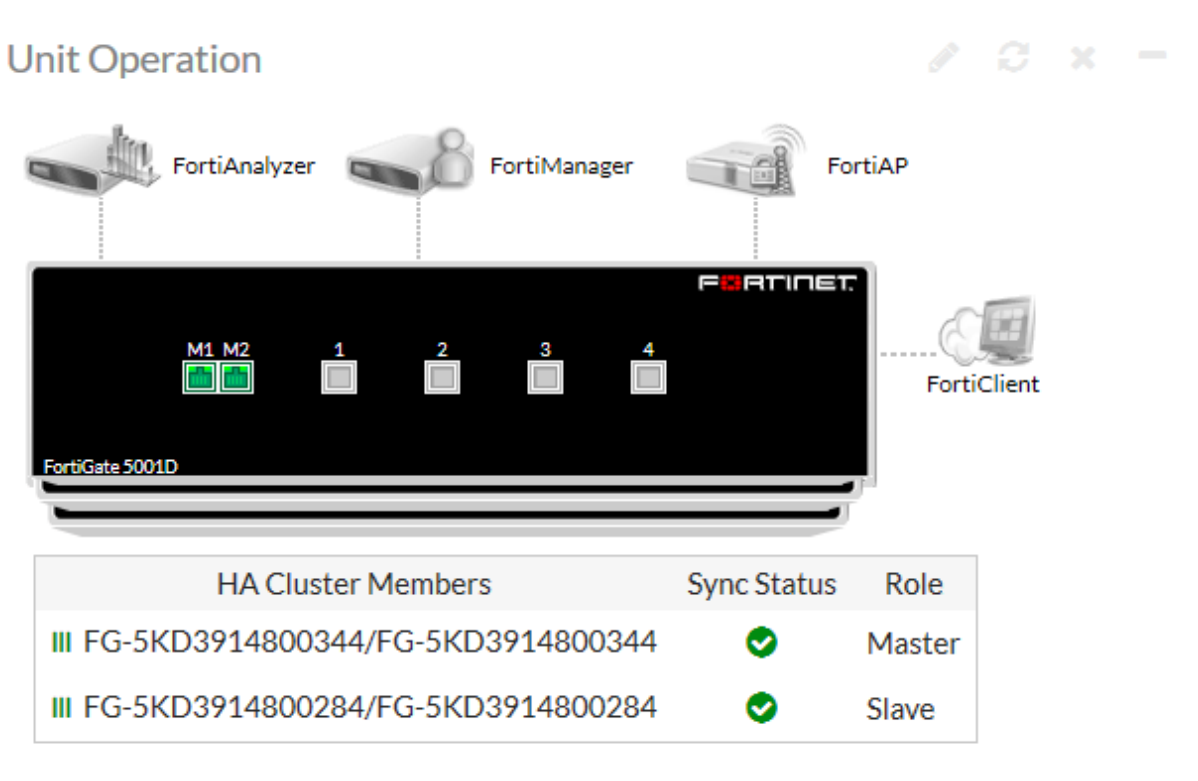 Unit Operation
FortiAnalyzer
FortiManager
FortiAP
FORTINET
M1 M2 1 2 3 4
FortiClient
FortiGate 5001D
HA Cluster Members Sync Status Role
FG-5KD3914800344/FG-5KD3914800344 Master
FG-5KD3914800284/FG-5KD3914800284 Slave